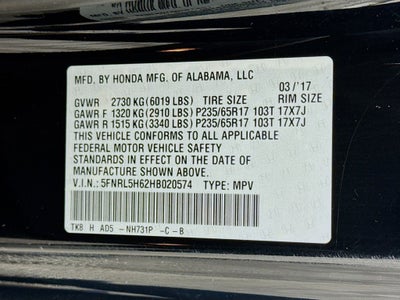 MFD. BY HONDA MFG. OF ALABAMA, LLC
03/'17
GVWR 2730 KG(6019 LBS) TIRE SIZE RIM SIZE
GAWR F 1320 KG(2910 LBS) P235/65R17 103T 17X7J
GAWR R 1515 KG(3340 LBS) P235/65R17 103T 17X7J
THIS VEHICLE CONFORMS TO ALL APPLICABLE
FEDERAL MOTOR VEHICLE SAFETY
STANDARDS IN EFFECT ON THE DATE OF
MANUFACTURE SHOWN ABOVE.
V.I.N: 5FNRL5H62HB020574 TYPE: MPV
TK8 H AD5 -NH731P -C-B